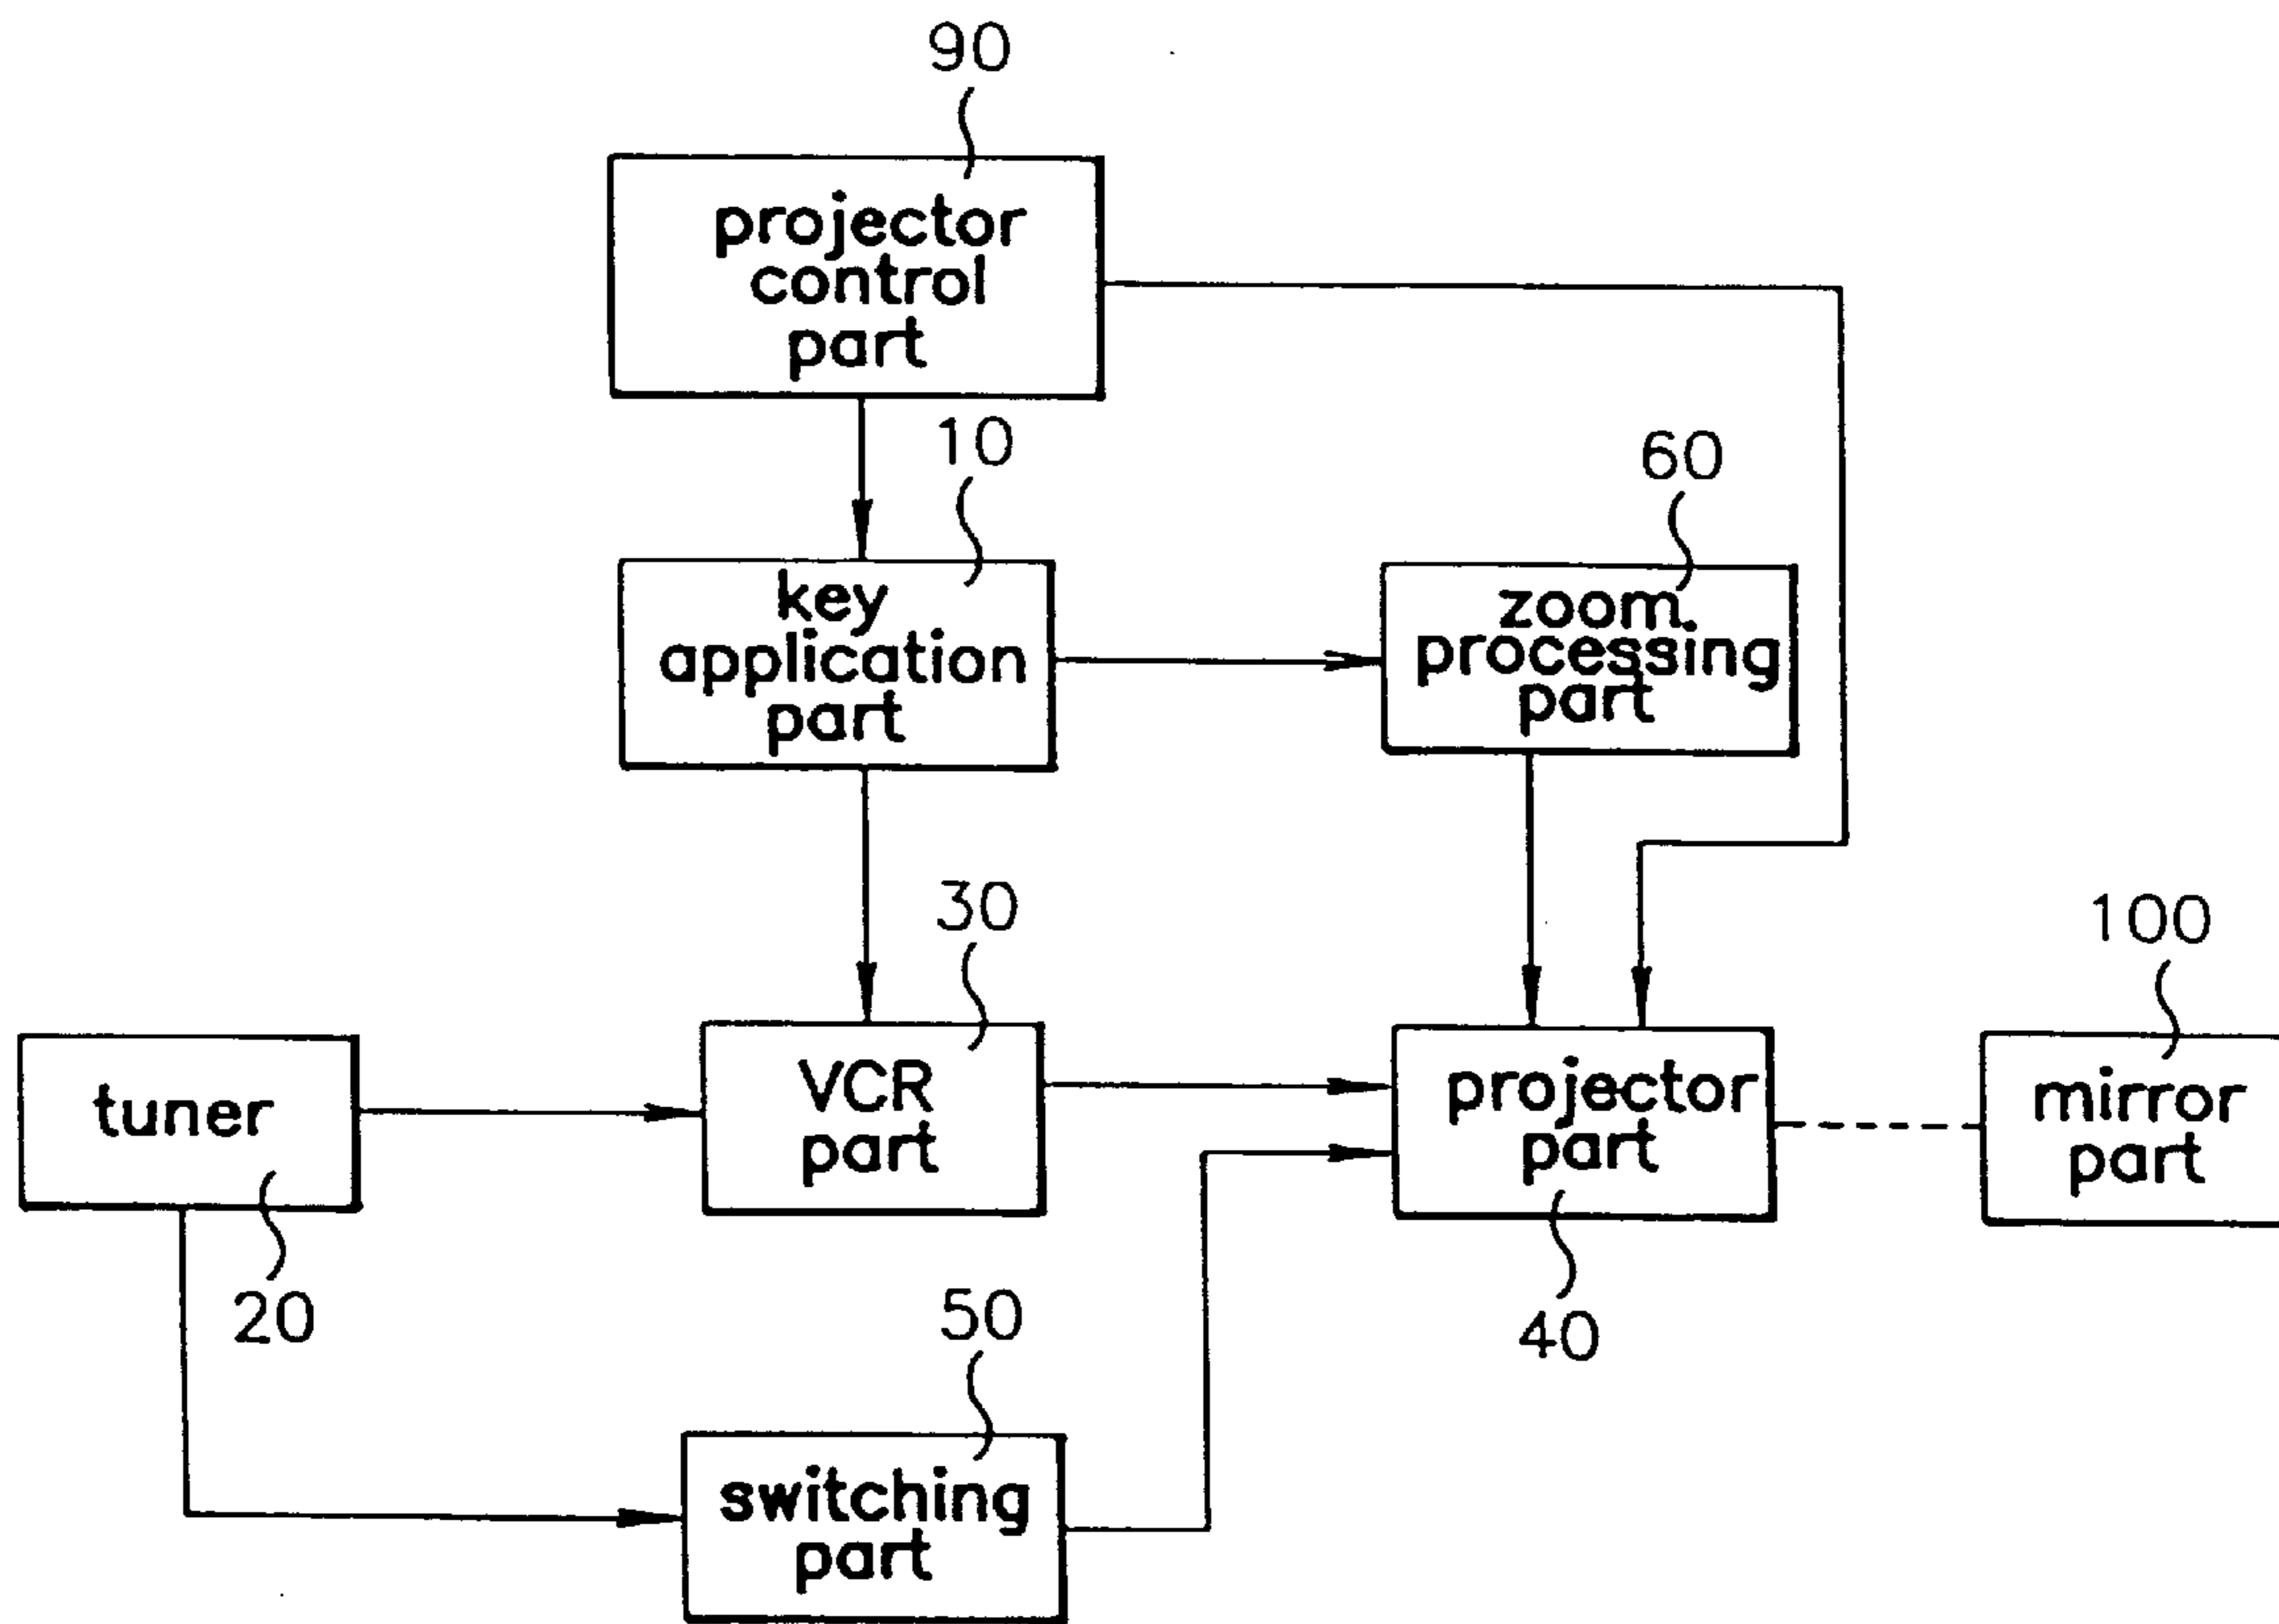 90
projector
control
part
10
key
application
part
60
zoom
processing
part
30
VCR
part
100
mirror
part
tuner
20
projector
part
40
50
switching
part